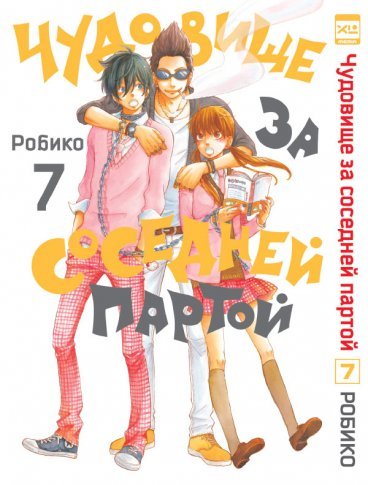 ЧУДОВИЩЕ
ЗА
Робико
7
СОСЕДНЕЙ
ПАРТОЙ
Чудовище за соседней партой
7
РОБИКО